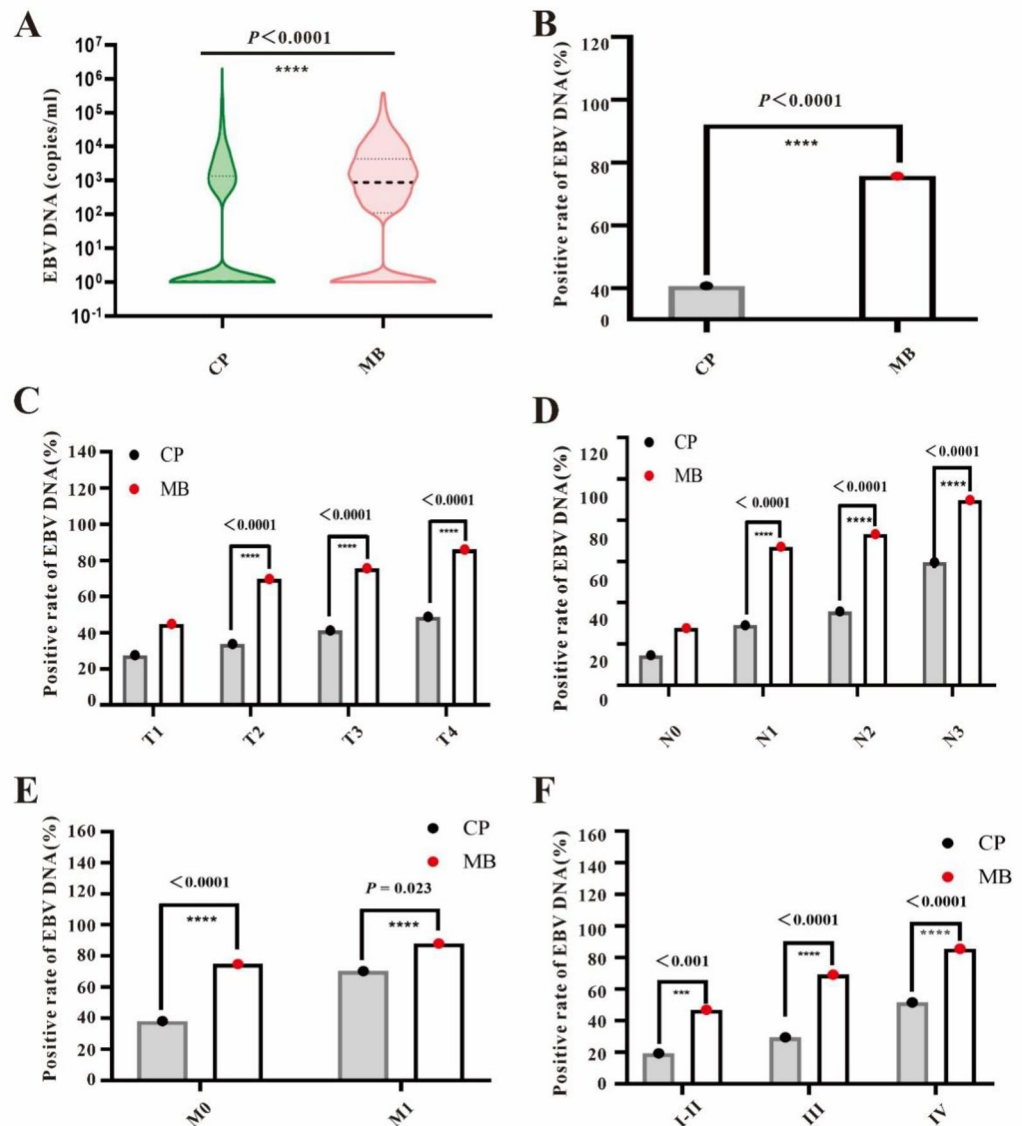 A
EBV DNA (copies/ml)
10⁷
10⁶
10⁵
10⁴
10³
10²
10¹
10⁰
10⁻¹
P<0.0001
****
CP
MB
B
Positive rate of EBV DNA(%)
120
100
80
60
40
0
P<0.0001
****
CP
MB
C
Positive rate of EBV DNA(%)
140
120
100
80
60
40
20
0
CP
MB
<0.0001
****
<0.0001
****
<0.0001
****
T1
T2
T3
T4
D
Positive rate of EBV DNA(%)
120
100
80
60
40
20
0
CP
MB
<0.0001
****
<0.0001
****
<0.0001
****
N0
N1
N2
N3
E
Positive rate of EBV DNA(%)
160
140
120
100
80
60
40
20
0
CP
MB
<0.0001
****
P = 0.023
****
M0
M1
F
Positive rate of EBV DNA(%)
160
140
120
100
80
60
40
20
0
CP
MB
<0.001
***
<0.0001
****
<0.0001
****
I-II
III
IV